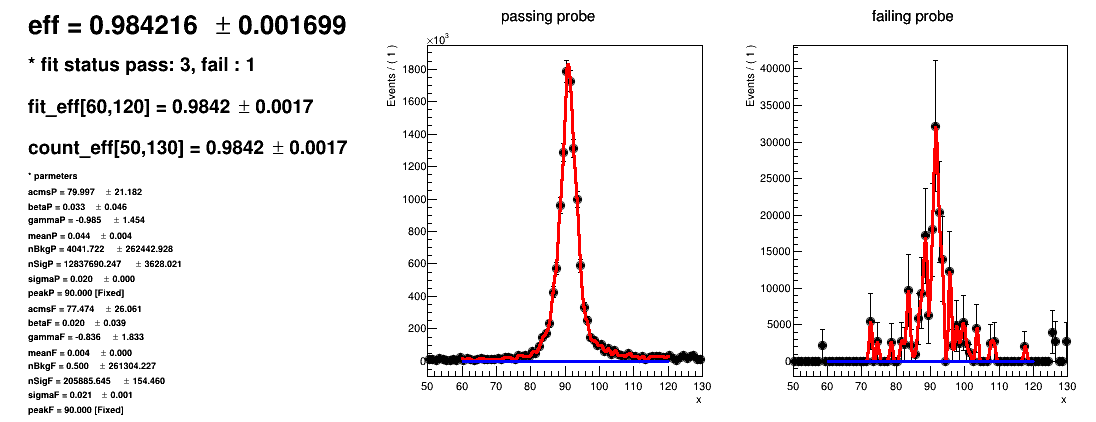 eff = 0.984216 ± 0.001699
* fit status pass: 3, fail : 1
fit_eff[60,120] = 0.9842 ± 0.0017
count_eff[50,130] = 0.9842 ± 0.0017
* parmeters
acmsP = 79.997 ± 21.182
betaP = 0.033 ± 0.046
gammaP = -0.985 ± 1.454
meanP = 0.044 ± 0.004
nBkgP = 4041.722 ± 262442.928
nSigP = 12837690.247 ± 3628.021
sigmaP = 0.020 ± 0.000
peakP = 90.000 [Fixed]
acmsF = 77.474 ± 26.061
betaF = 0.020 ± 0.039
gammaF = -0.836 ± 1.833
meanF = 0.004 ± 0.000
nBkgF = 0.500 ± 261304.227
nSigF = 205885.645 ± 154.460
sigmaF = 0.021 ± 0.001
peakF = 90.000 [Fixed]
passing probe
×10³
Events / ( 1 )
1800
1600
1400
1200
1000
800
600
400
200
0
50 60 70 80 90 100 110 120 130
x
failing probe
Events / ( 1 )
40000
35000
30000
25000
20000
15000
10000
5000
0
50 60 70 80 90 100 110 120 130
x